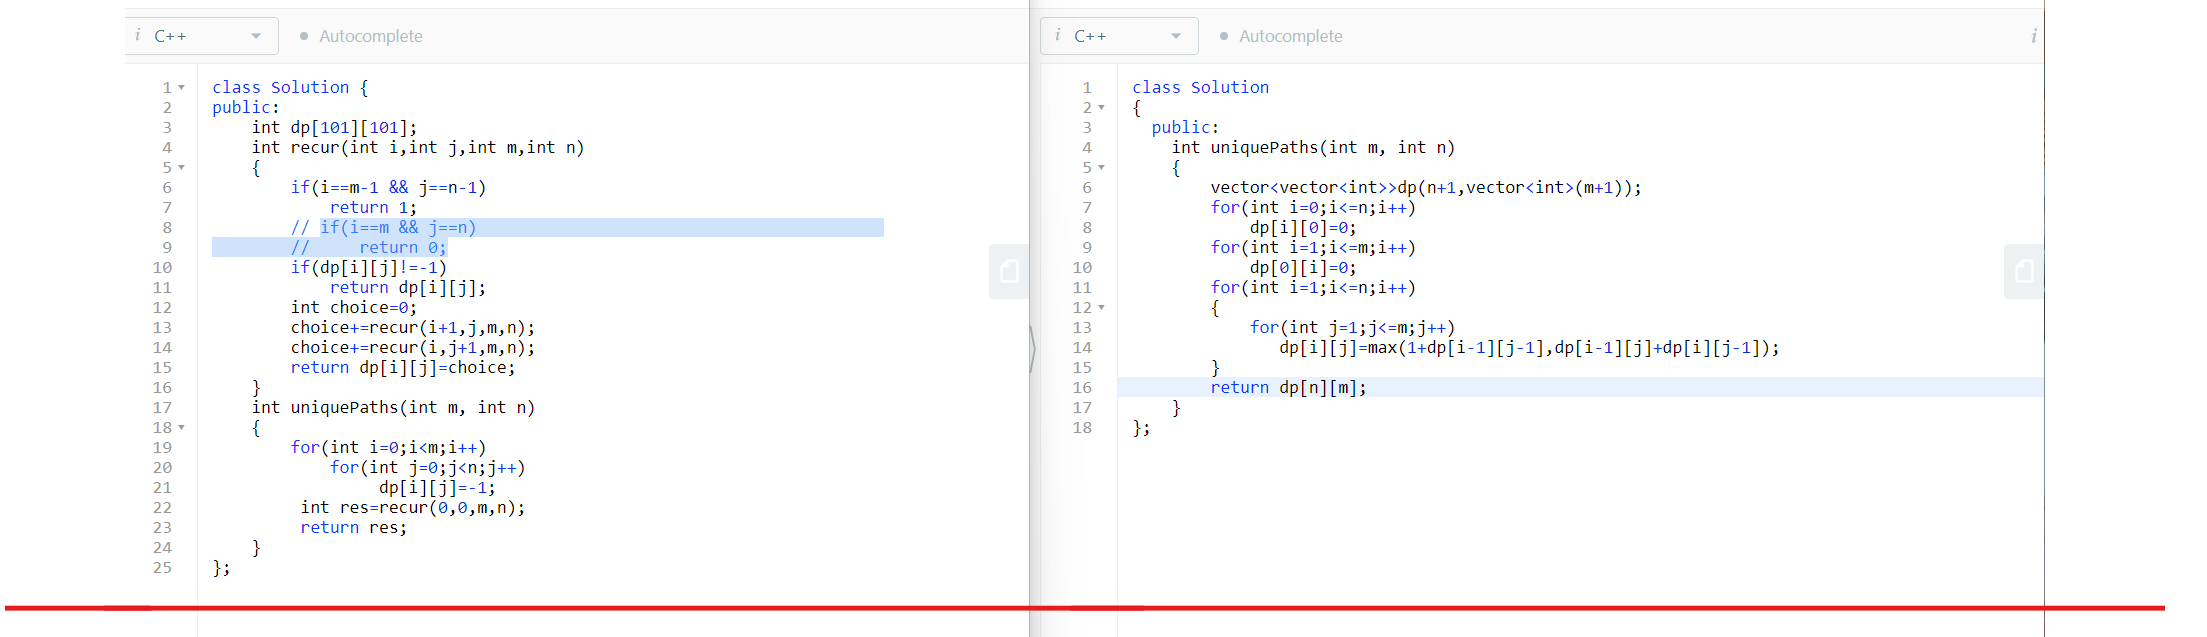 i C++ Autocomplete
1 class Solution {
2 public:
3 int dp[101][101];
4 int recur(int i,int j,int m,int n)
5 {
6 if(i==m-1 && j==n-1)
7 return 1;
8 // if(i==m && j==n)
9 // return 0;
10 if(dp[i][j]!=-1)
11 return dp[i][j];
12 int choice=0;
13 choice+=recur(i+1,j,m,n);
14 choice+=recur(i,j+1,m,n);
15 return dp[i][j]=choice;
16 }
17 int uniquePaths(int m, int n)
18 {
19 for(int i=0;i<m;i++)
20 for(int j=0;j<n;j++)
21 dp[i][j]=-1;
22 int res=recur(0,0,m,n);
23 return res;
24 }
25 };
i C++ Autocomplete i
1 class Solution
2 {
3 public:
4 int uniquePaths(int m, int n)
5 {
6 vector<vector<int>>dp(n+1,vector<int>(m+1));
7 for(int i=0;i<=n;i++)
8 dp[i][0]=0;
9 for(int i=1;i<=m;i++)
10 dp[0][i]=0;
11 for(int i=1;i<=n;i++)
12 {
13 for(int j=1;j<=m;j++)
14 dp[i][j]=max(1+dp[i-1][j-1],dp[i-1][j]+dp[i][j-1]);
15 }
16 return dp[n][m];
17 }
18 };